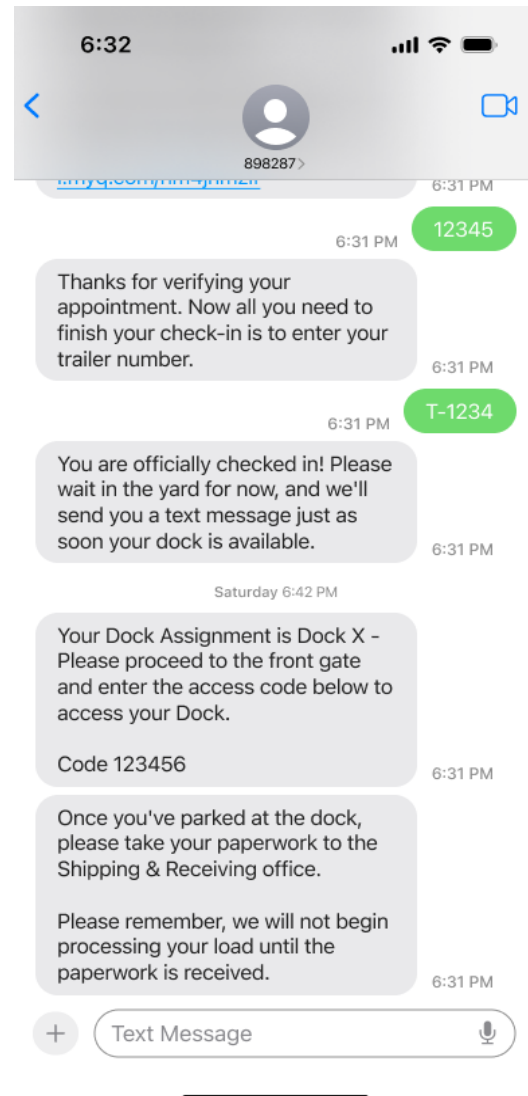 6:32
898287>
6:31 PM
12345
6:31 PM
Thanks for verifying your
appointment. Now all you need to
finish your check-in is to enter your
trailer number.
6:31 PM
T-1234
6:31 PM
You are officially checked in! Please
wait in the yard for now, and we'll
send you a text message just as
soon your dock is available.
6:31 PM
Saturday 6:42 PM
Your Dock Assignment is Dock X -
Please proceed to the front gate
and enter the access code below to
access your Dock.
Code 123456
6:31 PM
Once you've parked at the dock,
please take your paperwork to the
Shipping & Receiving office.
Please remember, we will not begin
processing your load until the
paperwork is received.
6:31 PM
Text Message